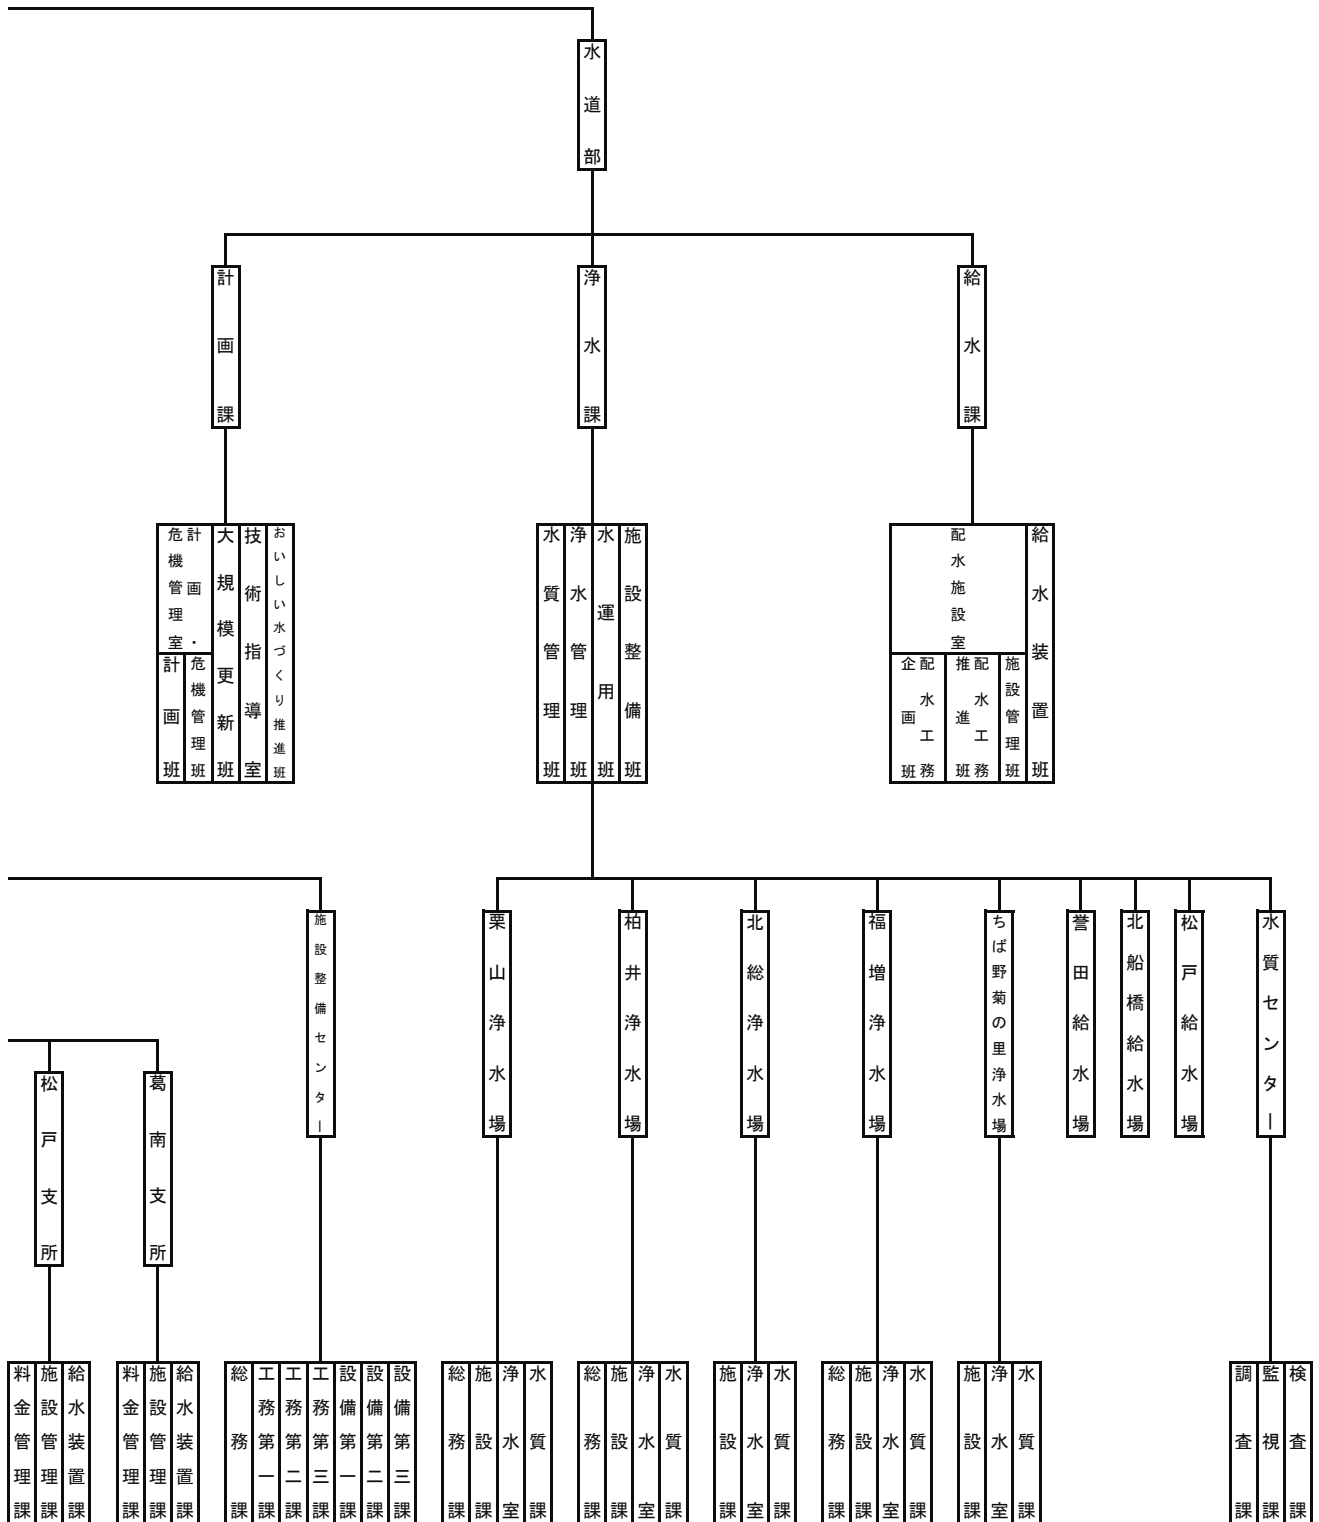 水道部
計画課
浄水課
給水課
計画・
危機管理室
計画班
危機管理班
大規模更新班
技術指導室
おいしい水づくり推進班
水質管理班
浄水管理班
水運用班
施設整備班
配水施設室
配水工務
企画班
配水工務
推進班
施設管理班
給水装置班
施設整備センター
栗山浄水場
柏井浄水場
北総浄水場
福増浄水場
ちば野菊の里浄水場
誉田給水場
北船橋給水場
松戸給水場
水質センター
松戸支所
葛南支所
料金管理課
施設管理課
給水装置課
料金管理課
施設管理課
給水装置課
総務課
工務第一課
工務第二課
工務第三課
設備第一課
設備第二課
設備第三課
総務課
施設課
浄水室
水質課
総務課
施設課
浄水室
水質課
施設課
浄水室
水質課
総務課
施設課
浄水室
水質課
施設課
浄水室
水質課
調査課
監視課
検査課